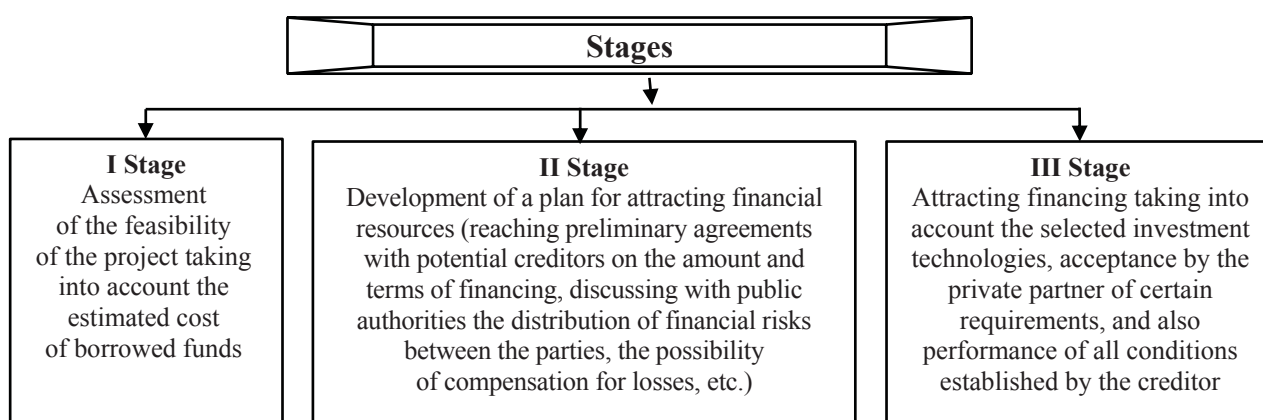 Stages
I Stage
Assessment
of the feasibility
of the project taking
into account the
estimated cost
of borrowed funds
II Stage
Development of a plan for attracting financial
resources (reaching preliminary agreements
with potential creditors on the amount and
terms of financing, discussing with public
authorities the distribution of financial risks
between the parties, the possibility
of compensation for losses, etc.)
III Stage
Attracting financing taking into
account the selected investment
technologies, acceptance by the
private partner of certain
requirements, and also
performance of all conditions
established by the creditor